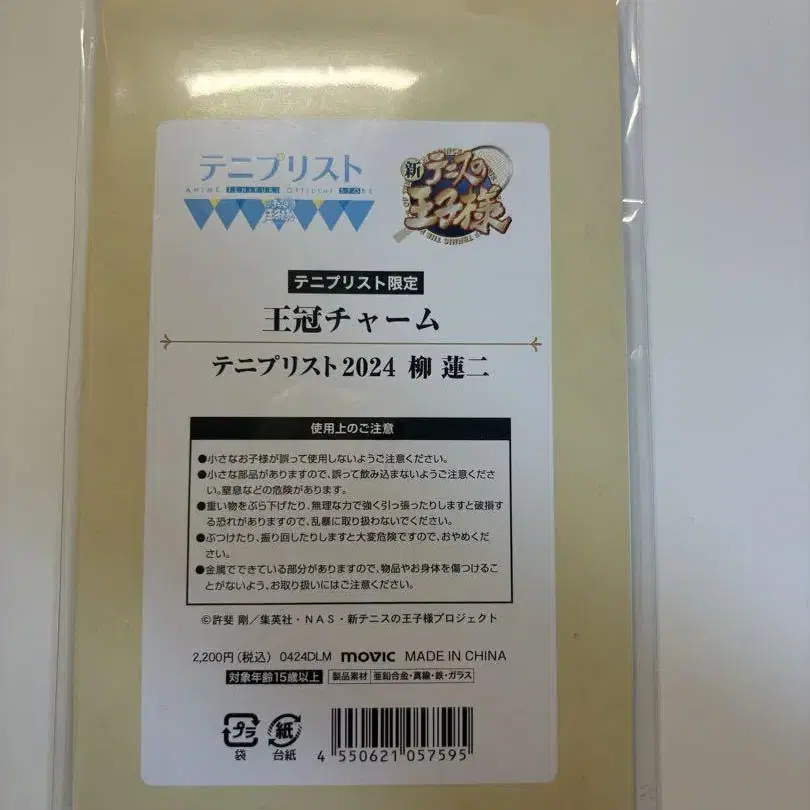 テニプリスト
ANIME TENIPURI Official STORE
新テニスの
王子様
テニプリスト限定
王冠チャーム
テニプリスト2024 柳 蓮二
使用上のご注意
●小さなお子様が誤って使用しないようご注意ください。
●小さな部品がありますので、誤って飲み込まないようご注意くださ
い。窒息などの危険があります。
●重い物をぶら下げたり、無理な力で強く引っ張ったりしますと破損す
る恐れがありますので、乱暴に取り扱わないでください。
●ぶつけたり、振り回したりしますと大変危険ですので、おやめくだ
さい。
●金属でできている部分がありますので、物品やお身体を傷つけるこ
とがないよう、お取り扱いにはご注意ください。
©許斐 剛／集英社・NAS・新テニスの王子様プロジェクト
2,200円(税込) 0424DLM movic MADE IN CHINA
対象年齢15歳以上 製品素材 亜鉛合金・真鍮・鉄・ガラス
プラ 紙
袋 台紙
4 550621 057595